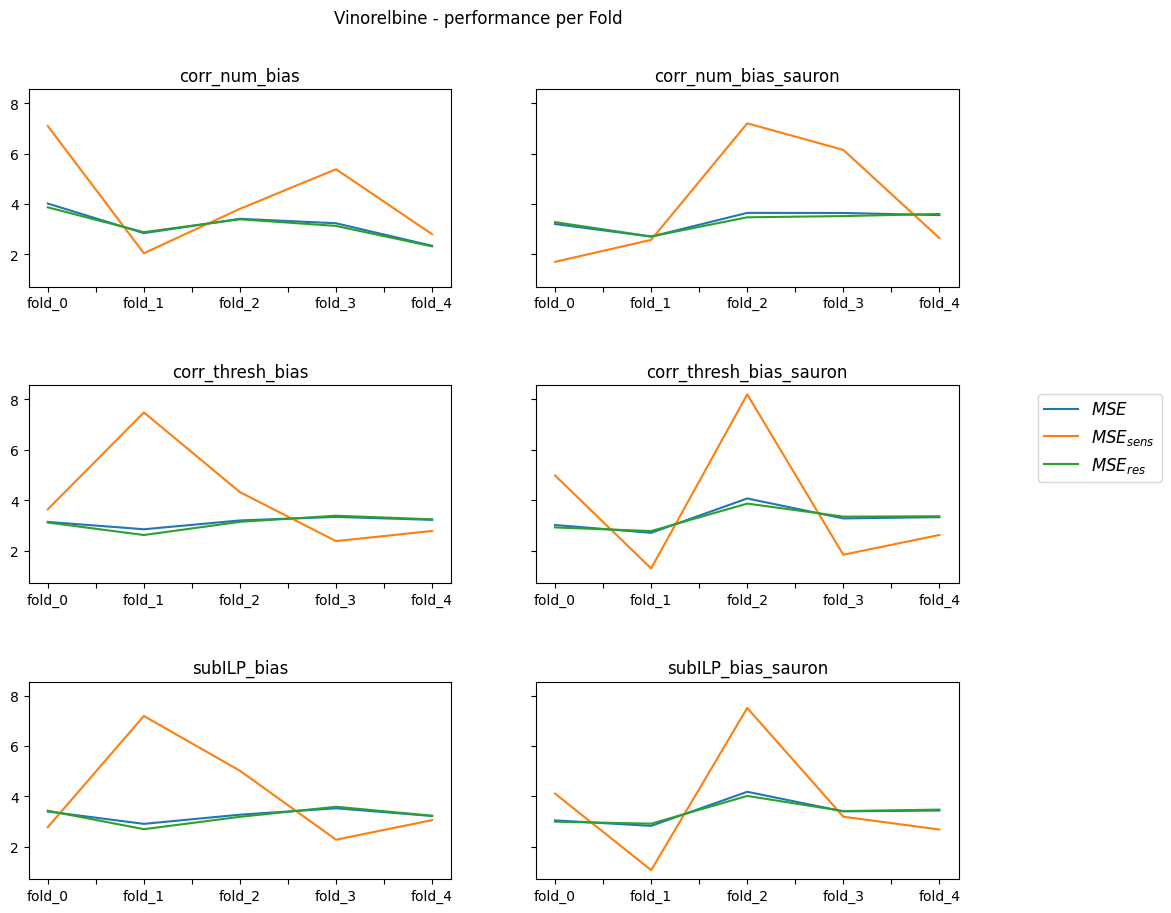 Vinorelbine - performance per Fold
corr_num_bias
corr_num_bias_sauron
8
6
4
2
fold_0 fold_1 fold_2 fold_3 fold_4
fold_0 fold_1 fold_2 fold_3 fold_4
corr_thresh_bias
corr_thresh_bias_sauron
8
6
4
2
fold_0 fold_1 fold_2 fold_3 fold_4
fold_0 fold_1 fold_2 fold_3 fold_4
MSE
MSE_sens
MSE_res
subILP_bias
subILP_bias_sauron
8
6
4
2
fold_0 fold_1 fold_2 fold_3 fold_4
fold_0 fold_1 fold_2 fold_3 fold_4